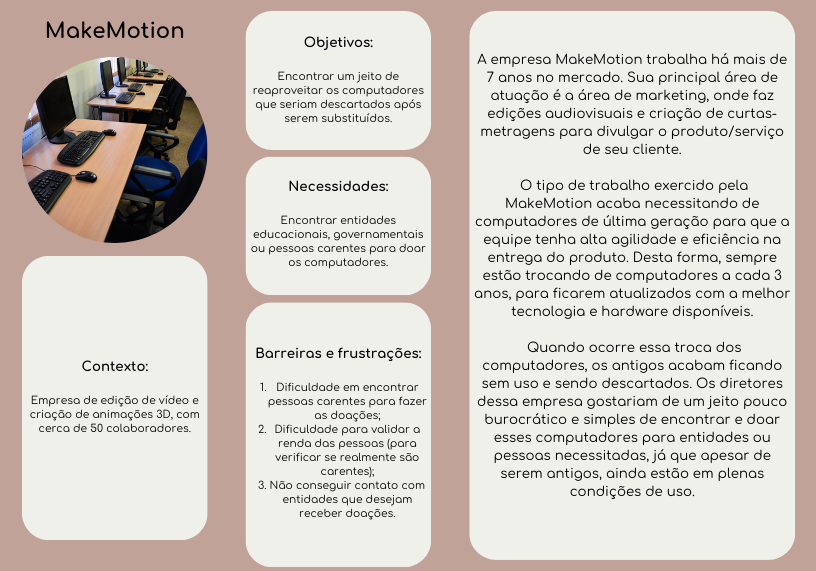 MakeMotion
Contexto:
Empresa de edição de vídeo e
criação de animações 3D, com
cerca de 50 colaboradores.
Objetivos:
Encontrar um jeito de
reaproveitar os computadores
que seriam descartados após
serem substituídos.
Necessidades:
Encontrar entidades
educacionais, governamentais
ou pessoas carentes para doar
os computadores.
Barreiras e frustrações:
1. Dificuldade em encontrar
pessoas carentes para fazer
as doações;
2. Dificuldade para validar a
renda das pessoas (para
verificar se realmente são
carentes);
3. Não conseguir contato com
entidades que desejam
receber doações.
A empresa MakeMotion trabalha há mais de
7 anos no mercado. Sua principal área de
atuação é a área de marketing, onde faz
edições audiovisuais e criação de curtas-
metragens para divulgar o produto/serviço
de seu cliente.
O tipo de trabalho exercido pela
MakeMotion acaba necessitando de
computadores de última geração para que a
equipe tenha alta agilidade e eficiência na
entrega do produto. Desta forma, sempre
estão trocando de computadores a cada 3
anos, para ficarem atualizados com a melhor
tecnologia e hardware disponíveis.
Quando ocorre essa troca dos
computadores, os antigos acabam ficando
sem uso e sendo descartados. Os diretores
dessa empresa gostariam de um jeito pouco
burocrático e simples de encontrar e doar
esses computadores para entidades ou
pessoas necessitadas, já que apesar de
serem antigos, ainda estão em plenas
condições de uso.